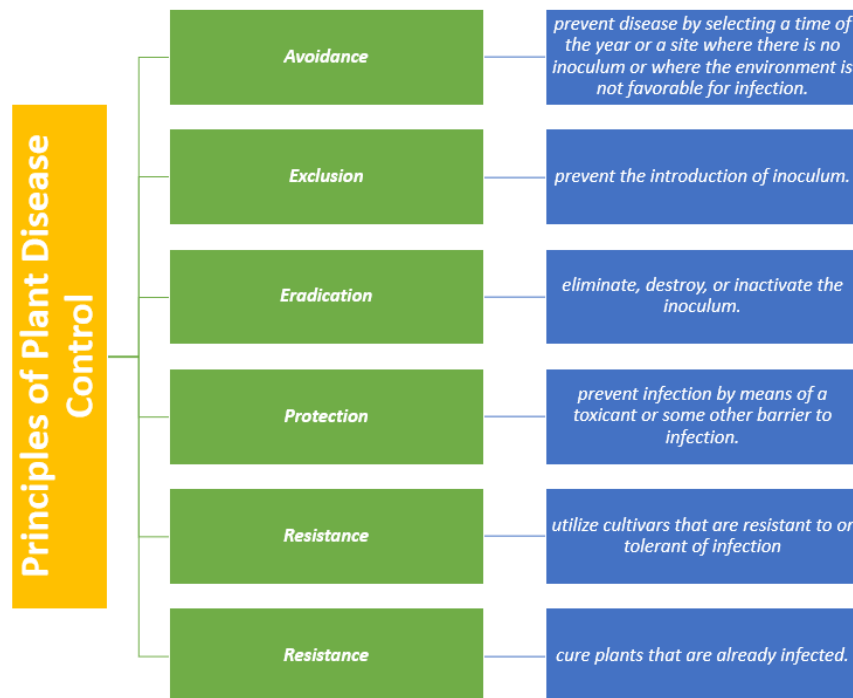 Principles of Plant Disease
Control
Avoidance
prevent disease by selecting a time of
the year or a site where there is no
inoculum or where the environment is
not favorable for infection.
Exclusion
prevent the introduction of inoculum.
Eradication
eliminate, destroy, or inactivate the
inoculum.
Protection
prevent infection by means of a
toxicant or some other barrier to
infection.
Resistance
utilize cultivars that are resistant to or
tolerant of infection
Resistance
cure plants that are already infected.